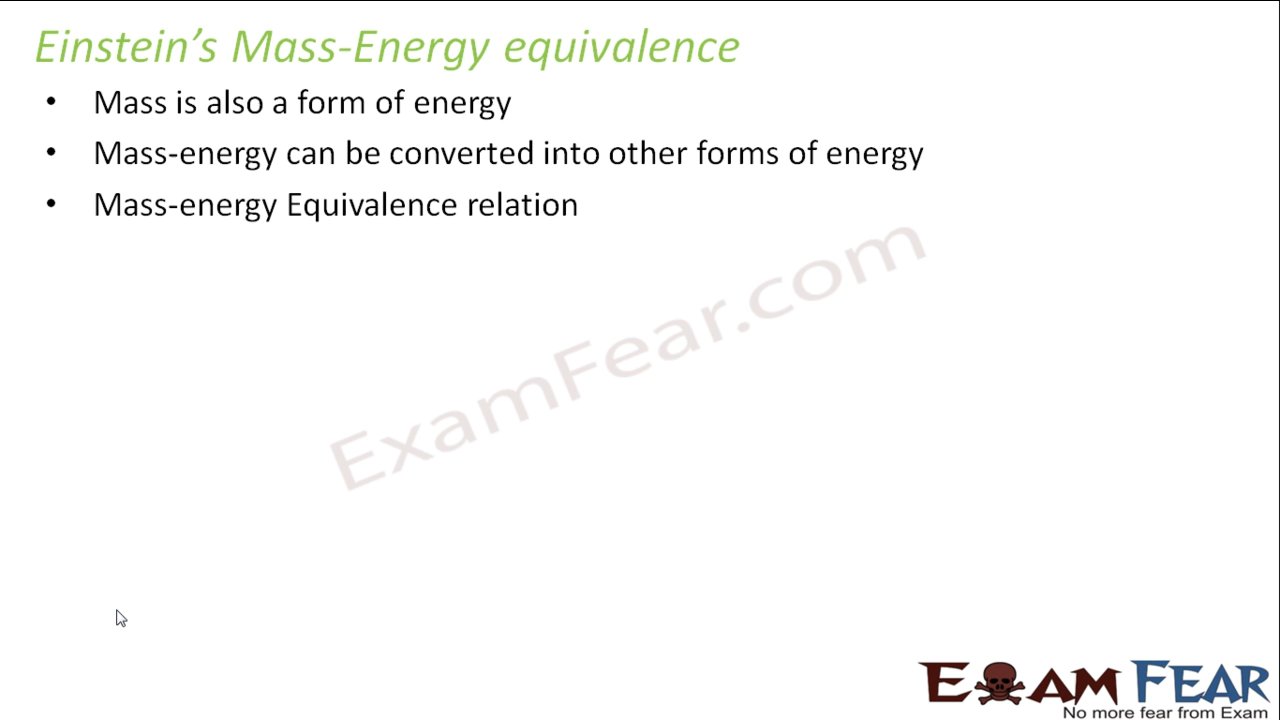 Einstein’s Mass-Energy equivalence
• Mass is also a form of energy
• Mass-energy can be converted into other forms of energy
• Mass-energy Equivalence relation
ExamFear.com
EXAM FEAR
No more fear from Exam